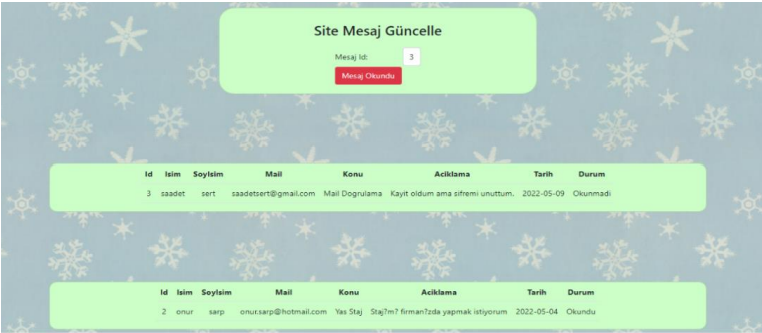 Site Mesaj Güncelle
Mesaj Id: 3
Mesaj Okundu
Id Isim Soyisim Mail Konu Aciklama Tarih Durum
3 saadet sert saadetsert@gmail.com Mail Dogrulama Kayit oldum ama sifremi unuttum. 2022-05-09 Okunmadi
Id Isim Soyisim Mail Konu Aciklama Tarih Durum
2 onur sarp onur.sarp@hotmail.com Yas Staj Staj?m? firman?zda yapmak istiyorum 2022-05-04 Okundu